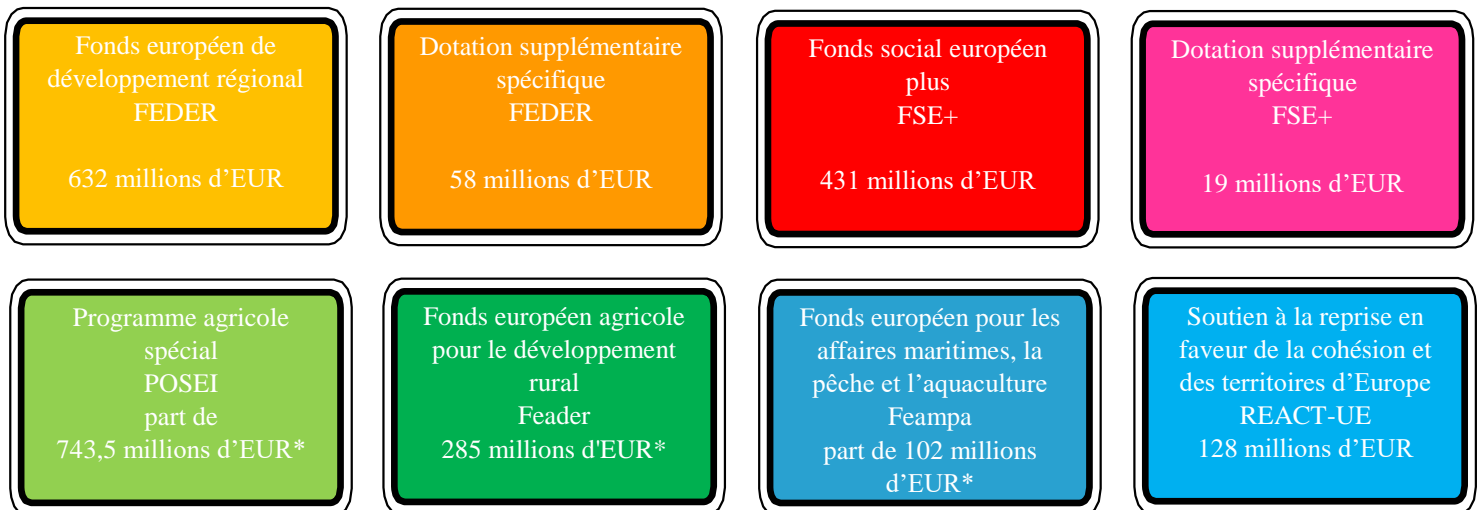 Fonds européen de
développement régional
FEDER
632 millions d’EUR
Dotation supplémentaire
spécifique
FEDER
58 millions d’EUR
Fonds social européen
plus
FSE+
431 millions d’EUR
Dotation supplémentaire
spécifique
FSE+
19 millions d’EUR
Programme agricole
spécial
POSEI
part de
743,5 millions d’EUR*
Fonds européen agricole
pour le développement
rural
Feader
285 millions d'EUR*
Fonds européen pour les
affaires maritimes, la
pêche et l’aquaculture
Feampa
part de 102 millions
d’EUR*
Soutien à la reprise en
faveur de la cohésion et
des territoires d’Europe
REACT-UE
128 millions d’EUR